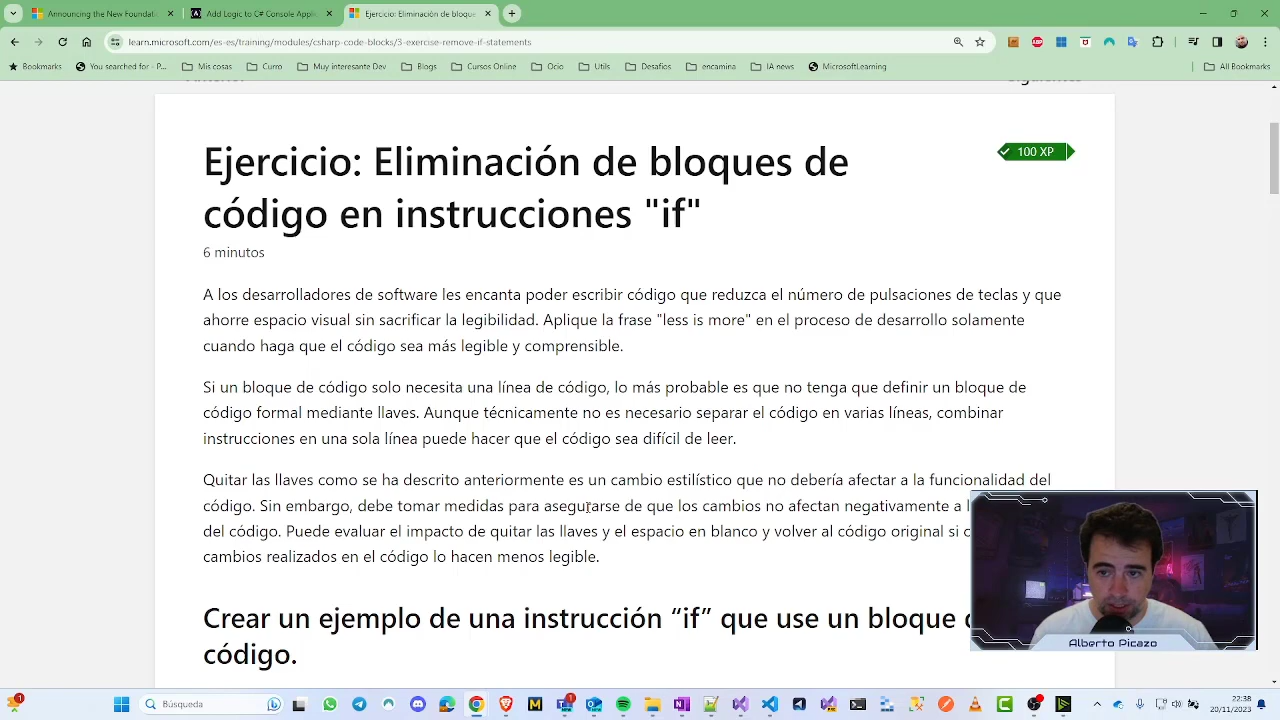 Announcing the New Foundatio
Add Logic to C# Console Applic
Ejercicio: Eliminación de bloque
learn.microsoft.com/es-es/training/modules/csharp-code-blocks/3-exercise-remove-if-statements
Bookmarks
You searched for - P...
Mis cosas
Curro
Muy interesante Dev
Blogs
Cursos Online
Ocio
Utils
Desafios
encamina
IA news
MicrosoftLearning
All Bookmarks
Ejercicio: Eliminación de bloques de
código en instrucciones "if"
100 XP
6 minutos
A los desarrolladores de software les encanta poder escribir código que reduzca el número de pulsaciones de teclas y que
ahorre espacio visual sin sacrificar la legibilidad. Aplique la frase "less is more" en el proceso de desarrollo solamente
cuando haga que el código sea más legible y comprensible.
Si un bloque de código solo necesita una línea de código, lo más probable es que no tenga que definir un bloque de
código formal mediante llaves. Aunque técnicamente no es necesario separar el código en varias líneas, combinar
instrucciones en una sola línea puede hacer que el código sea difícil de leer.
Quitar las llaves como se ha descrito anteriormente es un cambio estilístico que no debería afectar a la funcionalidad del
código. Sin embargo, debe tomar medidas para asegurarse de que los cambios no afectan negativamente a l
del código. Puede evaluar el impacto de quitar las llaves y el espacio en blanco y volver al código original si
cambios realizados en el código lo hacen menos legible.
Crear un ejemplo de una instrucción “if” que use un bloque
código.
Alberto Picazo
Búsqueda
22:38
20/11/2023